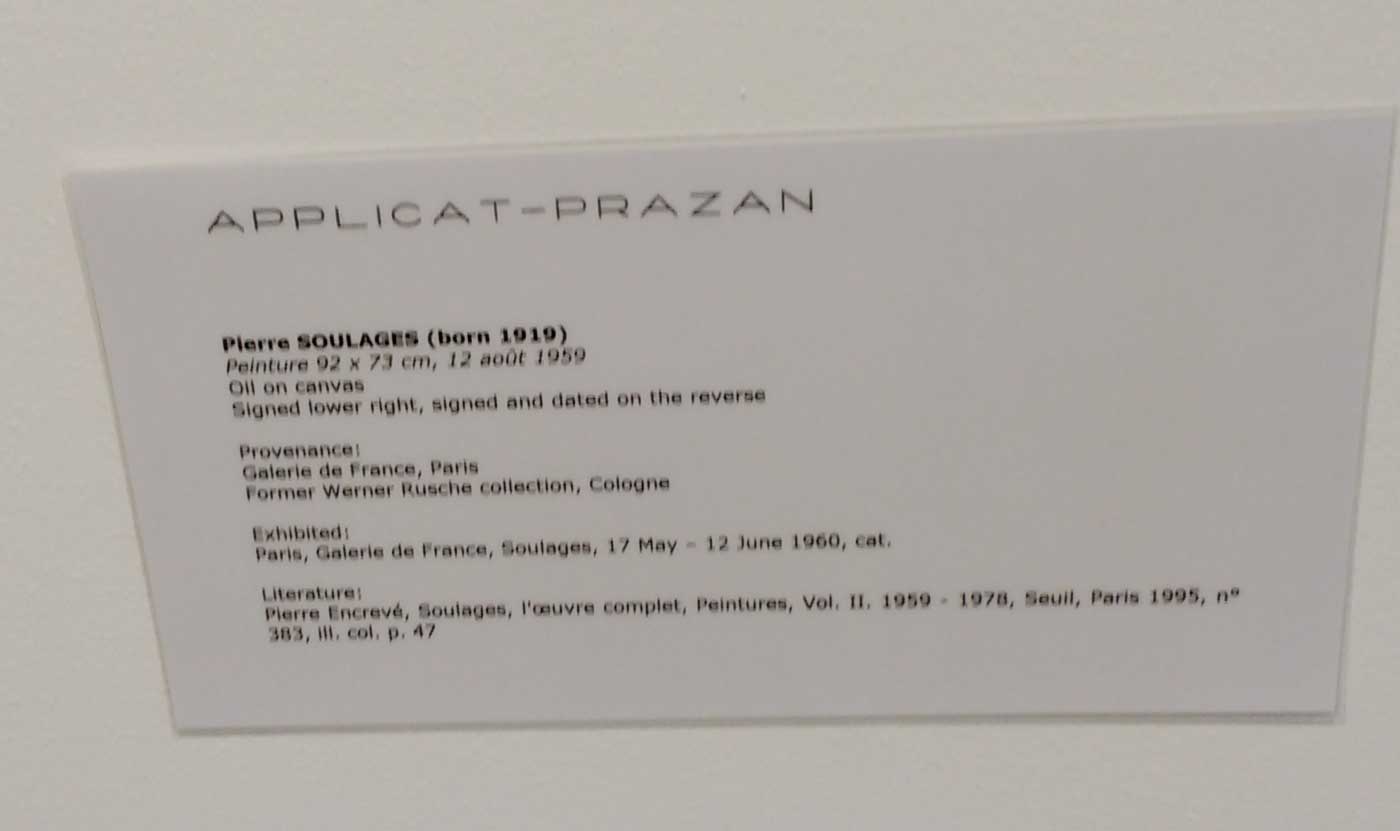 APPLICAT-PRAZAN
Pierre SOULAGES (born 1919)
Peinture 92 x 73 cm, 12 août 1959
Oil on canvas
Signed lower right, signed and dated on the reverse
Provenance:
Galerie de France, Paris
Former Werner Rusche collection, Cologne
Exhibited:
Paris, Galerie de France, Soulages, 17 May - 12 June 1960, cat.
Literature:
Pierre Encrevé, Soulages, l'œuvre complet, Peintures, Vol. II. 1959 - 1978, Seuil, Paris 1995, n°
383, ill. col. p. 47